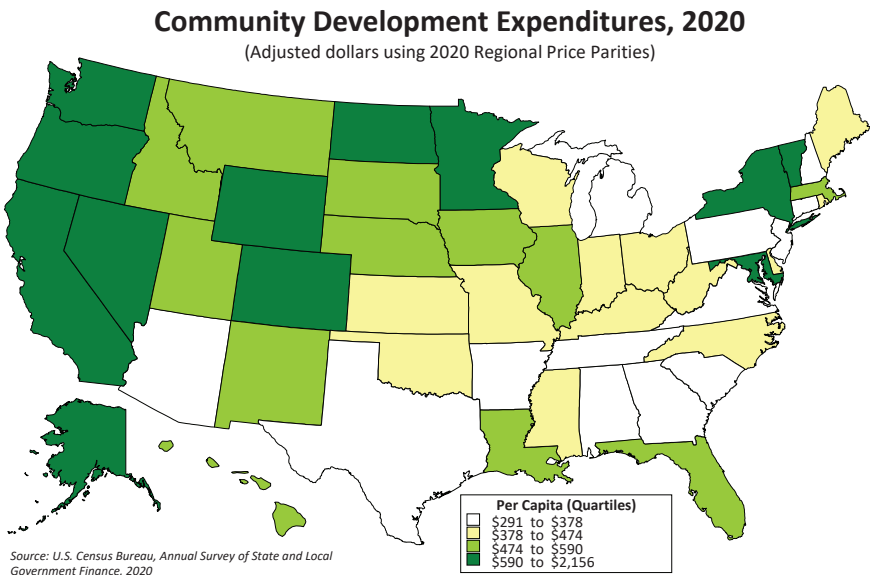 Community Development Expenditures, 2020
(Adjusted dollars using 2020 Regional Price Parities)
Per Capita (Quartiles)
$291 to $378
$378 to $474
$474 to $590
$590 to $2,156
Source: U.S. Census Bureau, Annual Survey of State and Local
Government Finance, 2020